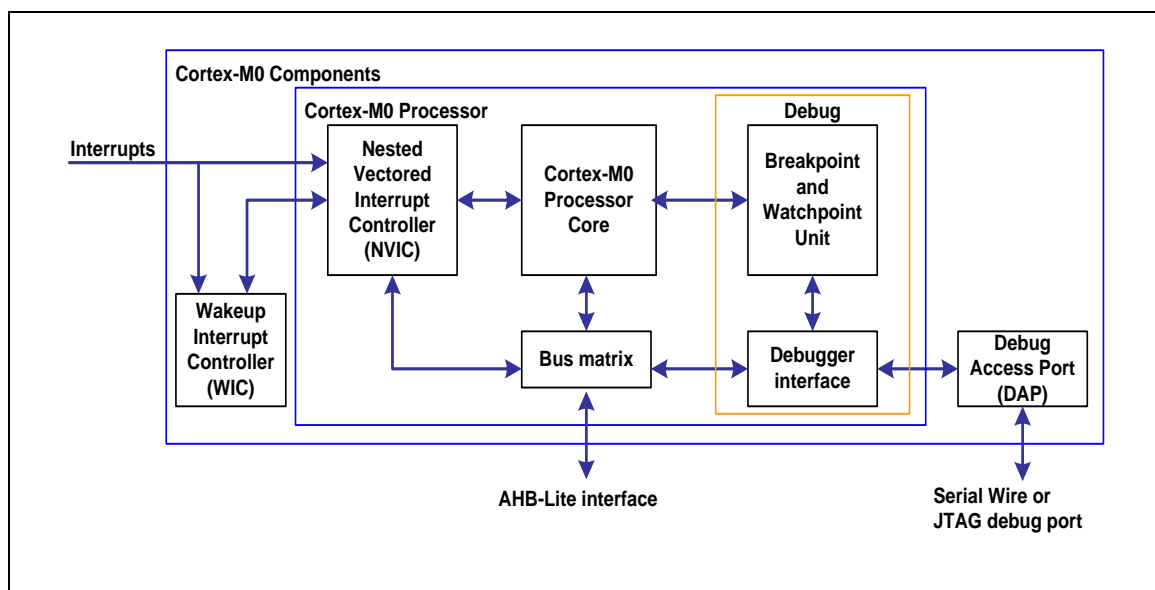 Cortex-M0 Components
Cortex-M0 Processor
Debug
Interrupts
Nested
Vectored
Interrupt
Controller
(NVIC)
Cortex-M0
Processor
Core
Breakpoint
and
Watchpoint
Unit
Wakeup
Interrupt
Controller
(WIC)
Bus matrix
Debugger
interface
Debug
Access Port
(DAP)
AHB-Lite interface
Serial Wire or
JTAG debug port